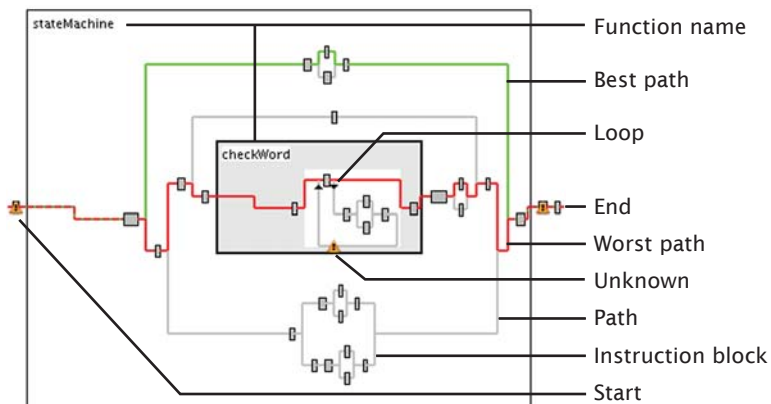 stateMachine
Function name
Best path
checkWord
Loop
End
Worst path
Unknown
Path
Instruction block
Start